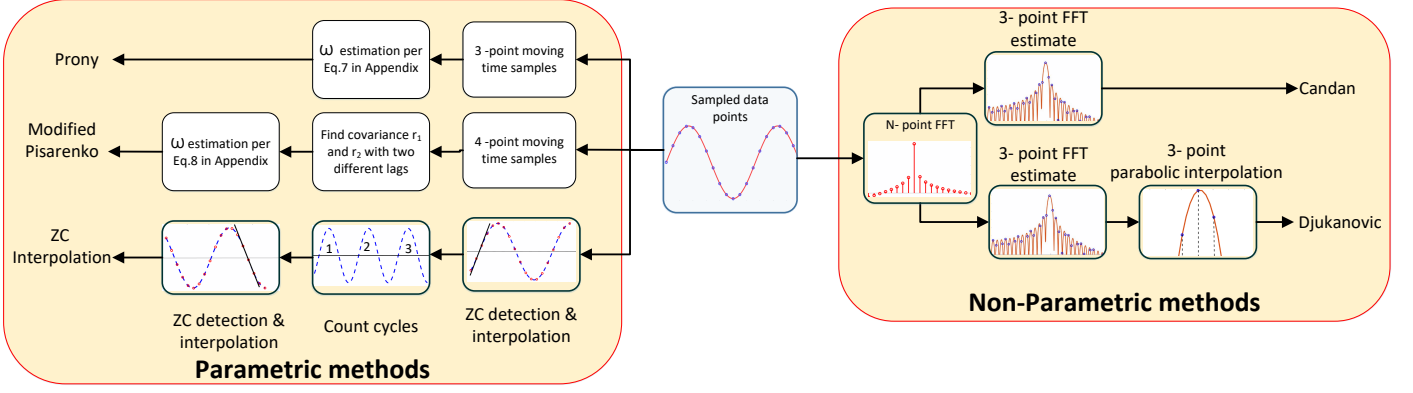 Prony
ω estimation per
Eq.7 in Appendix
3 -point moving
time samples
Modified
Pisarenko
ω estimation per
Eq.8 in Appendix
Find covariance r₁
and r₂ with two
different lags
4 -point moving
time samples
ZC
Interpolation
1
2
3
ZC detection &
interpolation
Count cycles
ZC detection &
interpolation
Parametric methods
Sampled data
points
N- point FFT
3- point FFT
estimate
Candan
3- point FFT
estimate
3- point
parabolic interpolation
Djukanovic
Non-Parametric methods